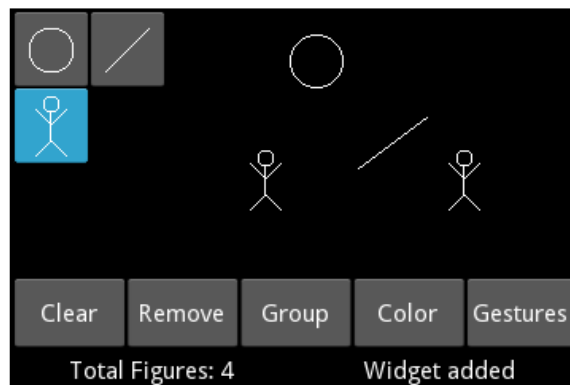 Clear Remove Group Color Gestures
Total Figures: 4 Widget added